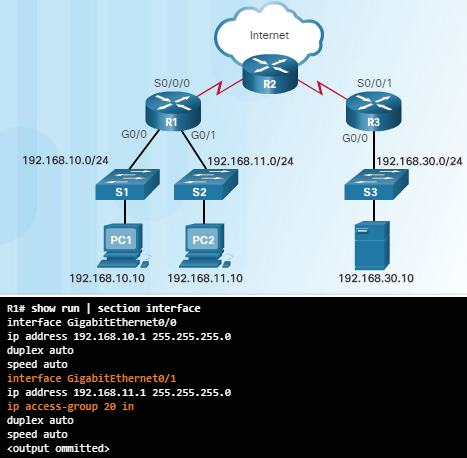 Internet
S0/0/0
R2
S0/0/1
R1
R3
G0/0
G0/1
G0/0
192.168.10.0/24
192.168.11.0/24
192.168.30.0/24
S1
S2
S3
PC1
PC2
192.168.10.10
192.168.11.10
192.168.30.10
R1# show run | section interface
interface GigabitEthernet0/0
ip address 192.168.10.1 255.255.255.0
duplex auto
speed auto
interface GigabitEthernet0/1
ip address 192.168.11.1 255.255.255.0
ip access-group 20 in
duplex auto
speed auto
<output ommitted>